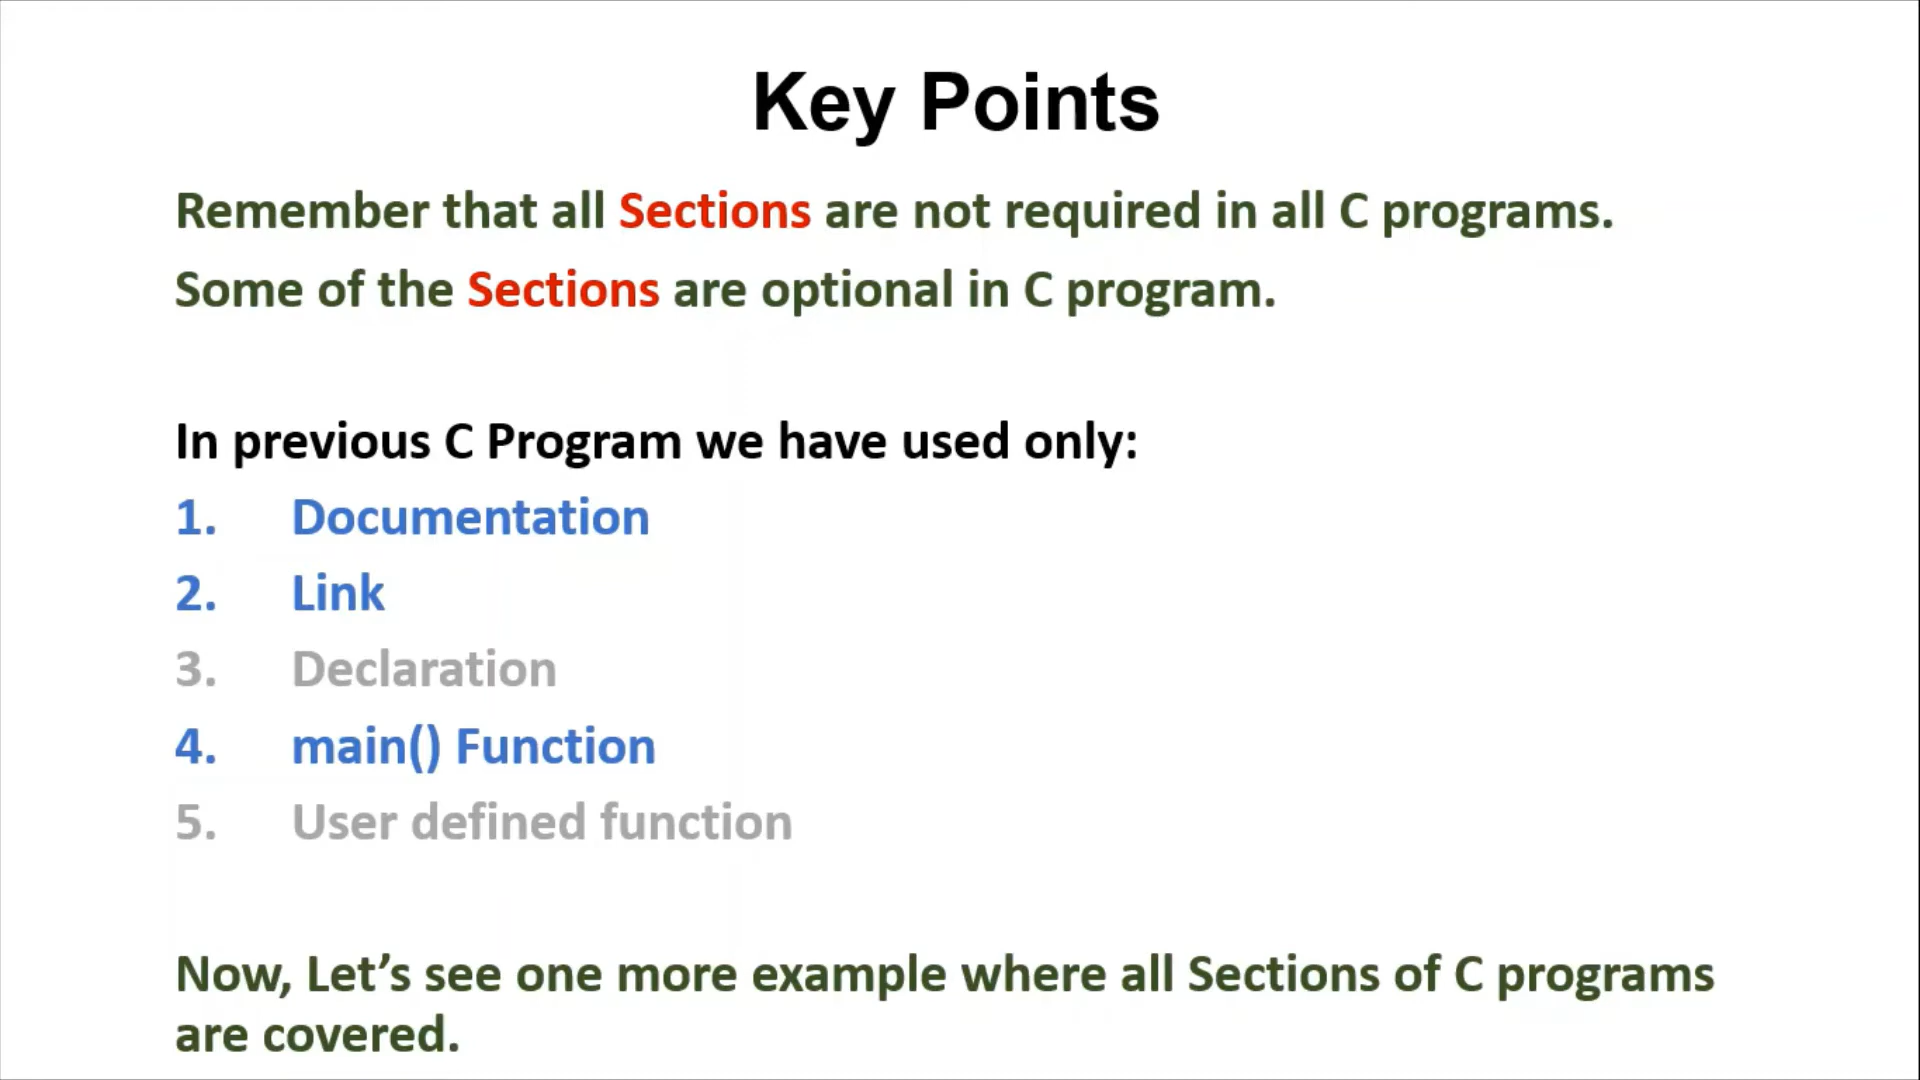 Key Points
Remember that all Sections are not required in all C programs.
Some of the Sections are optional in C program.
In previous C Program we have used only:
1. Documentation
2. Link
3. Declaration
4. main() Function
5. User defined function
Now, Let’s see one more example where all Sections of C programs
are covered.